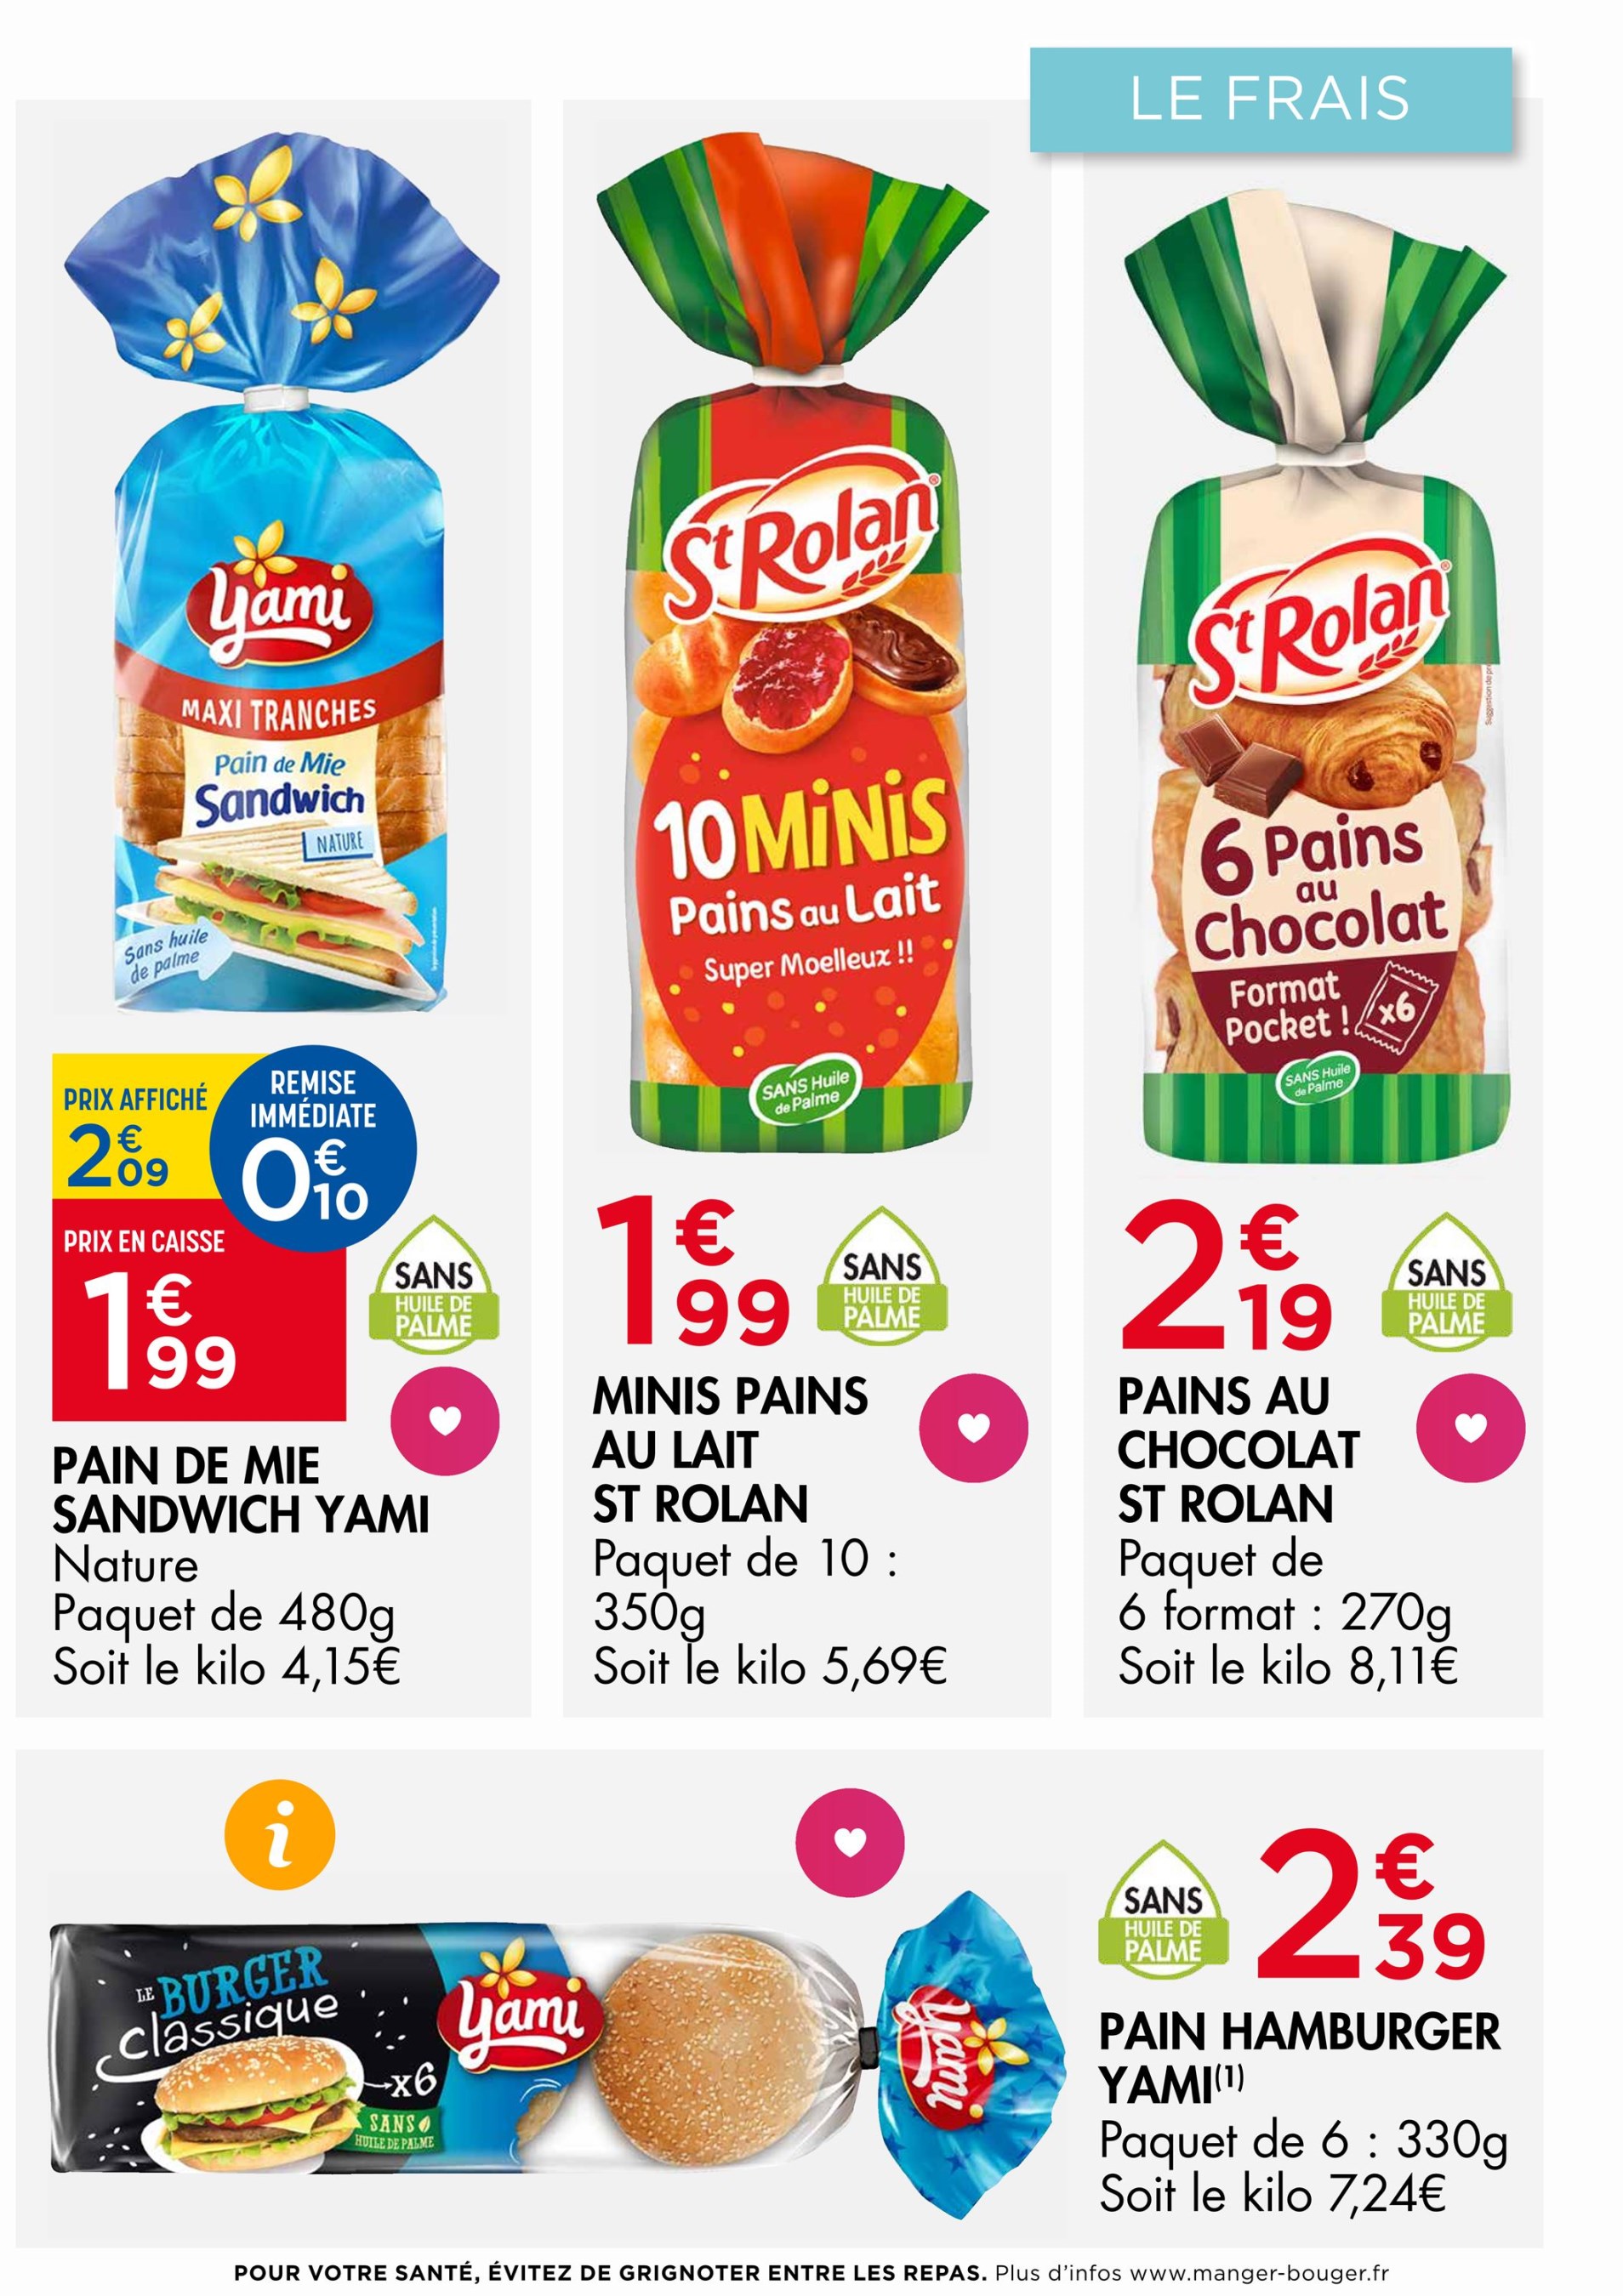 LE FRAIS
Yami
MAXI TRANCHES
Pain de Mie
Sandwich
NATURE
Sans huile
de palme
PRIX AFFICHÉ
2€09
REMISE
IMMÉDIATE
0€10
PRIX EN CAISSE
1€99
SANS
HUILE DE
PALME
PAIN DE MIE
SANDWICH YAMI
Nature
Paquet de 480g
Soit le kilo 4,15€
St Rolan®
10 MiNiS
Pains au Lait
Super Moelleux !!
SANS Huile
de Palme
1€99
SANS
HUILE DE
PALME
MINIS PAINS
AU LAIT
ST ROLAN
Paquet de 10 :
350g
Soit le kilo 5,69€
St Rolan®
6 Pains
au
Chocolat
Format
Pocket !
x6
SANS Huile
de Palme
2€19
SANS
HUILE DE
PALME
PAINS AU
CHOCOLAT
ST ROLAN
Paquet de
6 format : 270g
Soit le kilo 8,11€
i
LE BURGER
classique
x6
SANS
HUILE DE PALME
Yami
Yami
SANS
HUILE DE
PALME
2€39
PAIN HAMBURGER
YAMI(1)
Paquet de 6 : 330g
Soit le kilo 7,24€
POUR VOTRE SANTÉ, ÉVITEZ DE GRIGNOTER ENTRE LES REPAS. Plus d'infos www.manger-bouger.fr